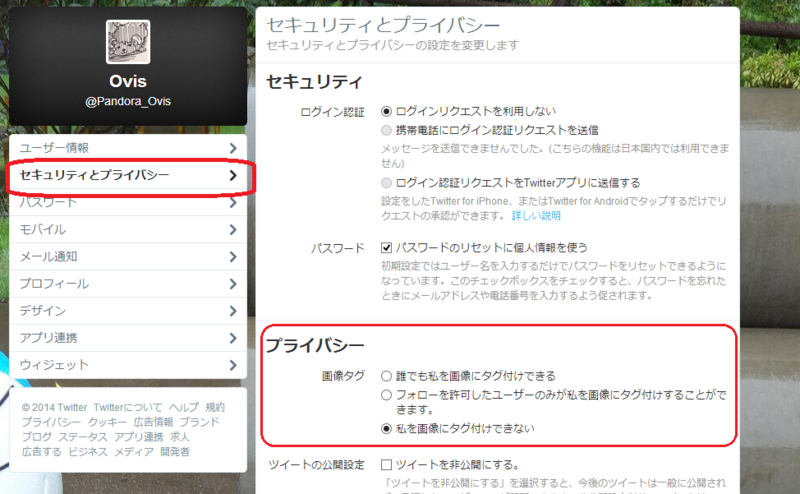 Ovis
@Pandora_Ovis
ユーザー情報
セキュリティとプライバシー
パスワード
モバイル
メール通知
プロフィール
デザイン
アプリ連携
ウィジェット
© 2014 Twitter Twitterについて ヘルプ 規約
プライバシー クッキー 広告情報 ブランド
ブログ ステータス アプリ連携 求人
広告する ビジネス メディア 開発者
セキュリティとプライバシー
セキュリティとプライバシーの設定を変更します
セキュリティ
ログイン認証
ログインリクエストを利用しない
携帯電話にログイン認証リクエストを送信
メッセージを送信できませんでした。(こちらの機能は日本国内では利用できま
せん)
ログイン認証リクエストをTwitterアプリに送信する
設定をしたTwitter for iPhone、またはTwitter for Androidでタップするだけでリ
クエストの承認ができます。 詳しい説明
パスワード
パスワードのリセットに個人情報を使う
初期設定ではユーザー名を入力するだけでパスワードをリセットできるように
なっています。このチェックボックスをチェックすると、パスワードを忘れた
ときにメールアドレスや電話番号を入力するよう促されます。
プライバシー
画像タグ
誰でも私を画像にタグ付けできる
フォローを許可したユーザーのみが私を画像にタグ付けすることがで
きます。
私を画像にタグ付けできない
ツイートの公開設定
ツイートを非公開にする。
「ツイートを非公開にする」を選択すると、今後のツイートは一般に公開され